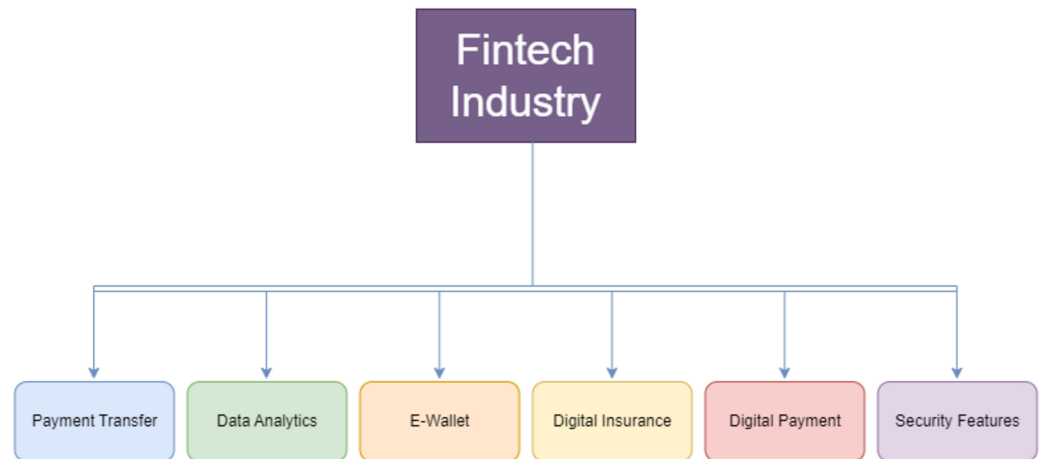 Fintech
Industry
Payment Transfer
Data Analytics
E-Wallet
Digital Insurance
Digital Payment
Security Features